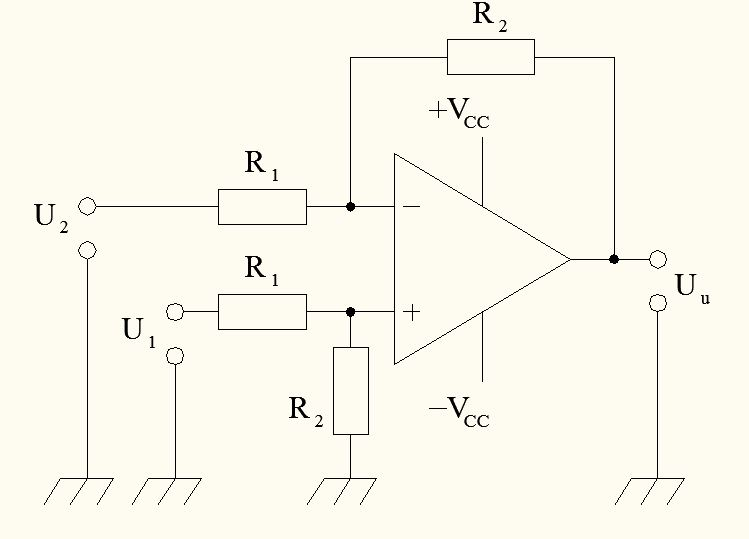 R2
+VCC
R1
U2
−
R1
Uu
U1
+
R2
−VCC